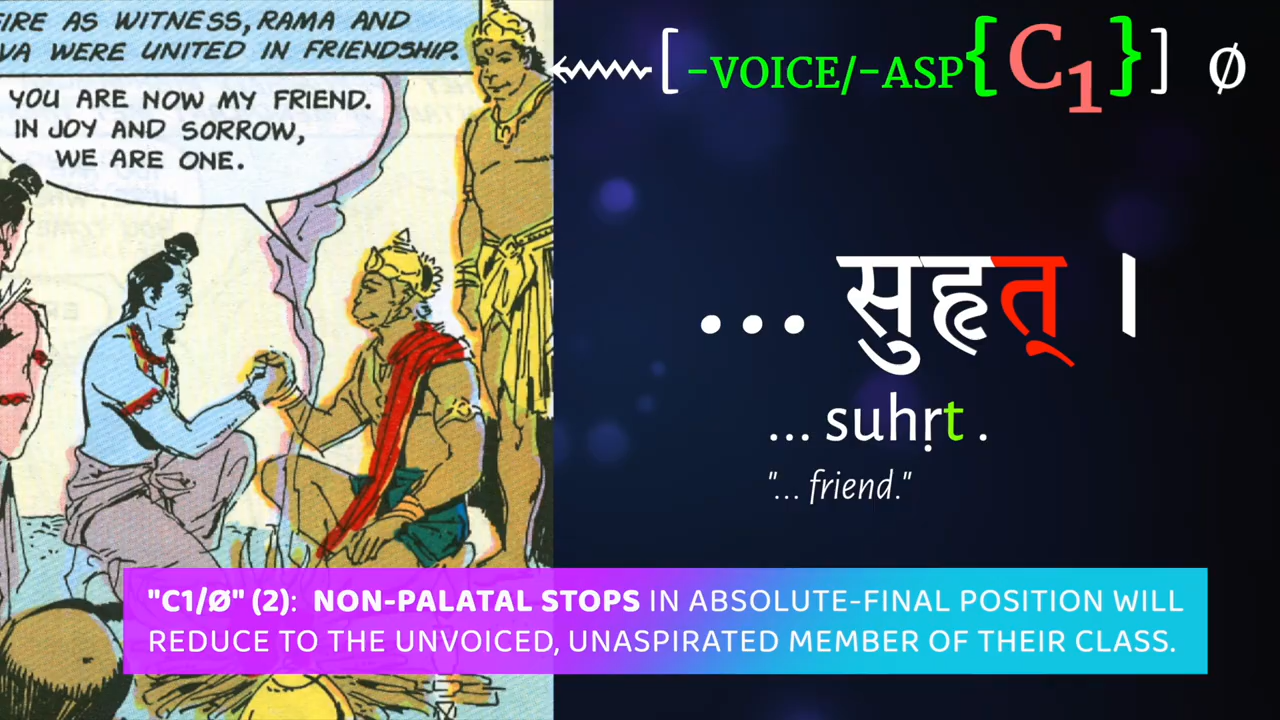 FIRE AS WITNESS, RAMA AND
VA WERE UNITED IN FRIENDSHIP.
YOU ARE NOW MY FRIEND.
IN JOY AND SORROW,
WE ARE ONE.
[ -VOICE/-ASP{C₁}] Ø
... सुहृत् ।
... suhṛt .
"... friend."
"C1/Ø" (2): NON-PALATAL STOPS IN ABSOLUTE-FINAL POSITION WILL
REDUCE TO THE UNVOICED, UNASPIRATED MEMBER OF THEIR CLASS.